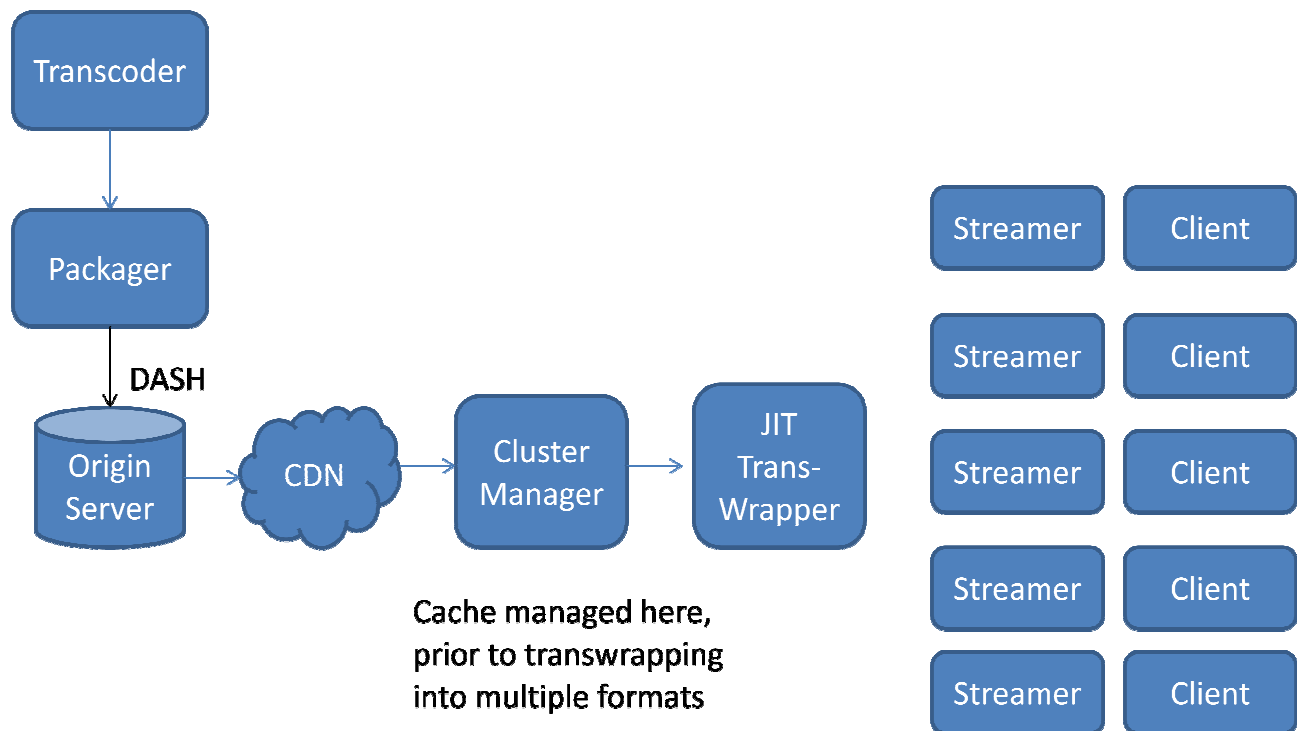 Transcoder
Packager
DASH
Origin
Server
CDN
Cluster
Manager
JIT
Trans-
Wrapper
Cache managed here,
prior to transwrapping
into multiple formats
Streamer
Client
Streamer
Client
Streamer
Client
Streamer
Client
Streamer
Client